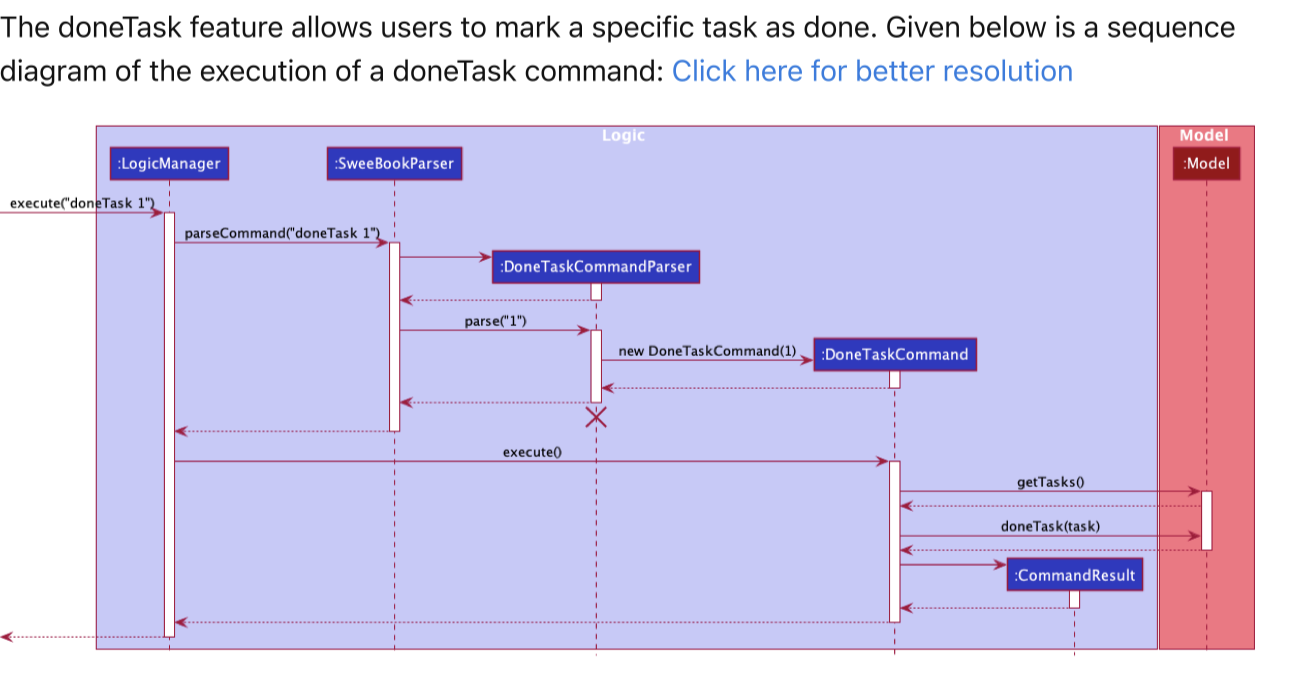 The doneTask feature allows users to mark a specific task as done. Given below is a sequence
diagram of the execution of a doneTask command: Click here for better resolution
Logic
Model
:LogicManager
:SweeBookParser
:Model
execute("doneTask 1")
parseCommand("doneTask 1")
:DoneTaskCommandParser
parse("1")
new DoneTaskCommand(1)
:DoneTaskCommand
execute()
getTasks()
doneTask(task)
:CommandResult